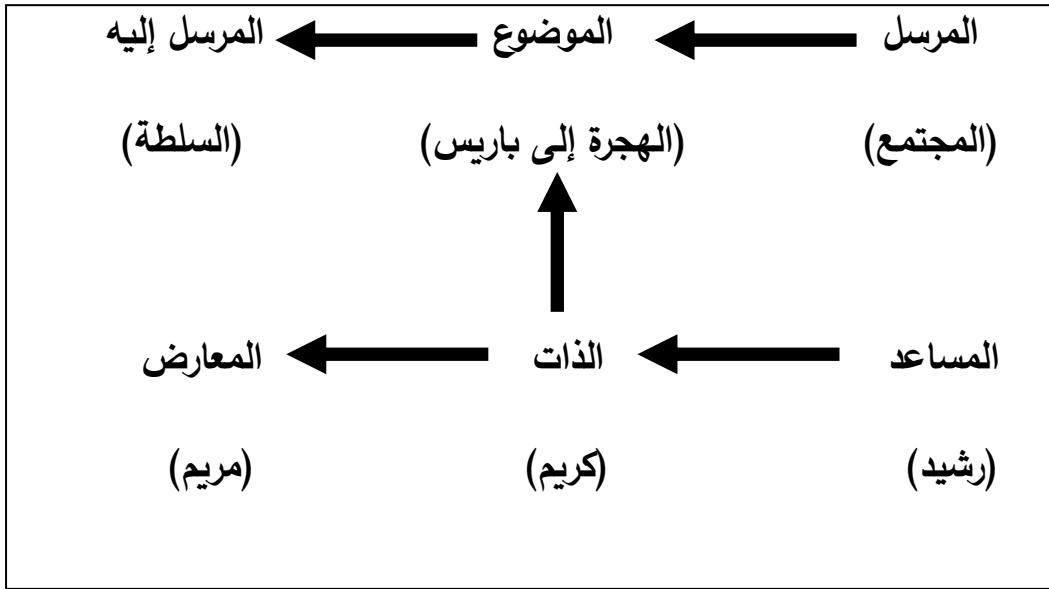 المرسل الموضوع المرسل إليه
(المجتمع) (الهجرة إلى باريس) (السلطة)
المساعد الذات المعارض
(رشيد) (كريم) (مريم)